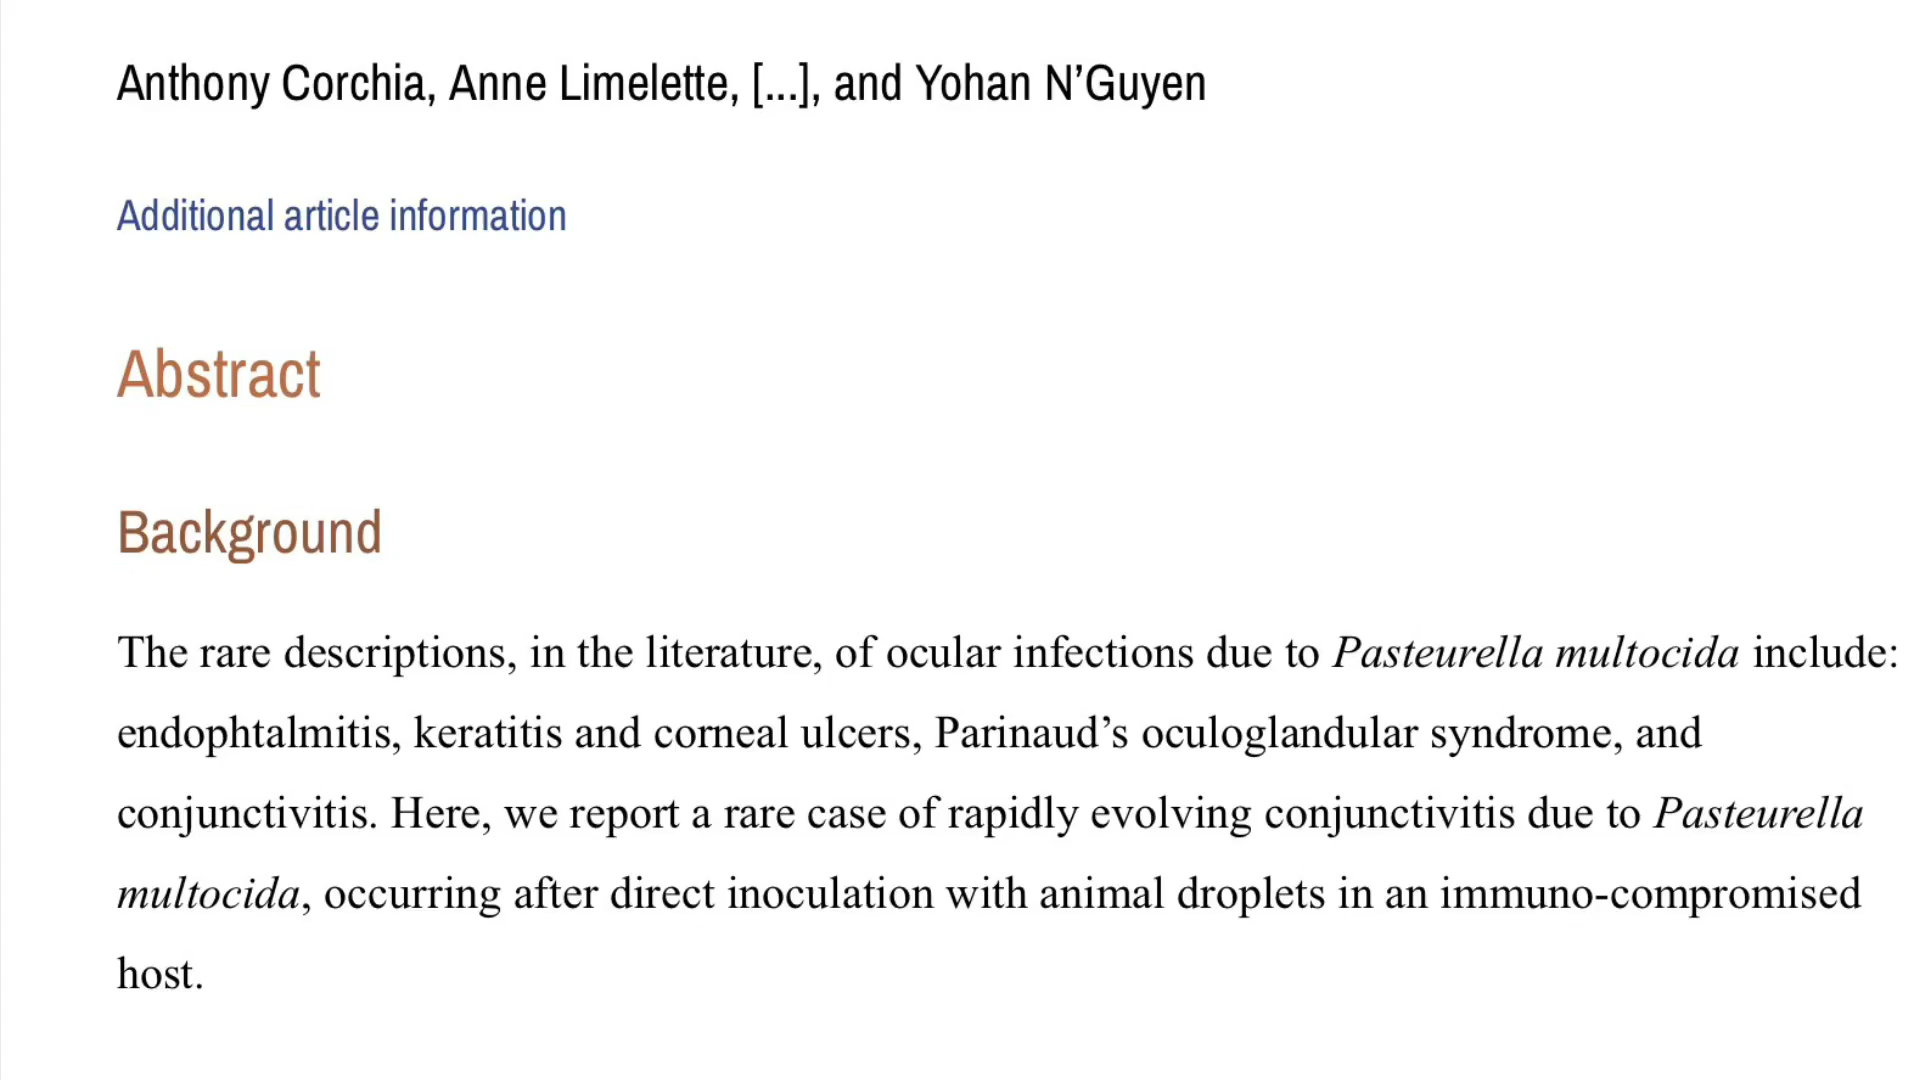 Anthony Corchia, Anne Limelette, [...], and Yohan N’Guyen
Additional article information
Abstract
Background
The rare descriptions, in the literature, of ocular infections due to Pasteurella multocida include:
endophtalmitis, keratitis and corneal ulcers, Parinaud’s oculoglandular syndrome, and
conjunctivitis. Here, we report a rare case of rapidly evolving conjunctivitis due to Pasteurella
multocida, occurring after direct inoculation with animal droplets in an immuno-compromised
host.